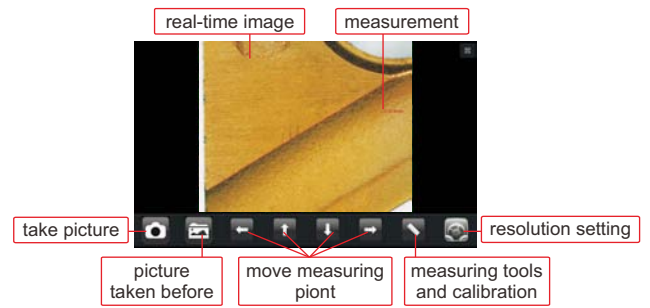 real-time image
measurement
take picture
resolution setting
picture
taken before
move measuring
piont
measuring tools
and calibration